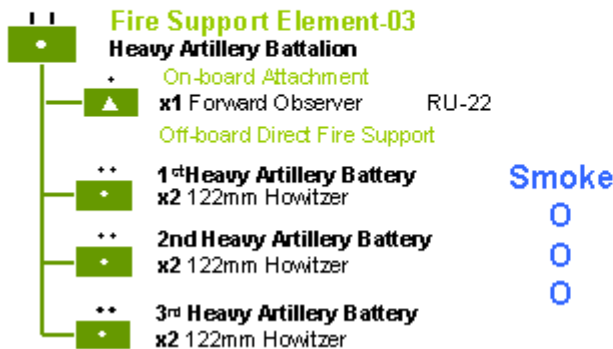 Fire Support Element-03
Heavy Artillery Battalion
On-board Attachment
x1 Forward Observer RU-22
Off-board Direct Fire Support
1st Heavy Artillery Battery
x2 122mm Howitzer
Smoke
O
2nd Heavy Artillery Battery
x2 122mm Howitzer
O
O
3rd Heavy Artillery Battery
x2 122mm Howitzer